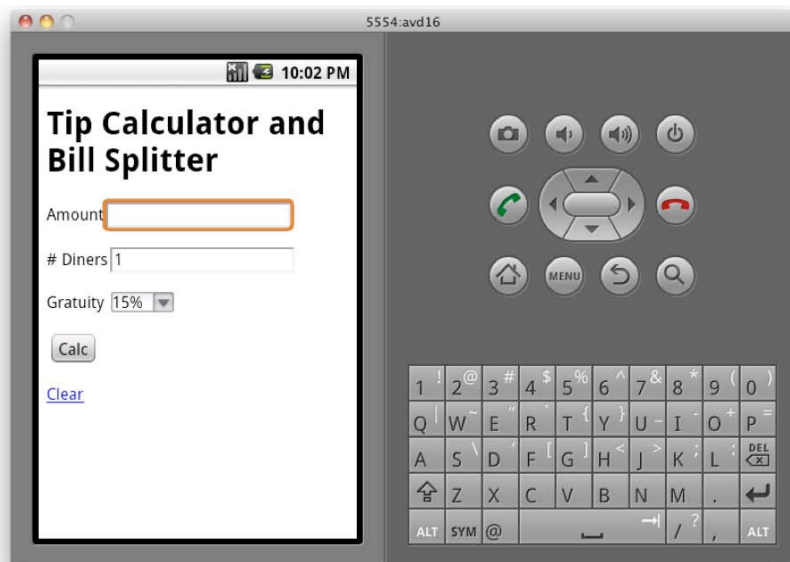 5554:avd16
10:02 PM
Tip Calculator and
Bill Splitter
Amount
# Diners 1
Gratuity 15%
Calc
Clear
MENU
1 ! 2 @ 3 # 4 $ 5 % 6 ^ 7 & 8 * 9 ( 0 )
Q | W ~ E " R ` T { Y } U _ I - O + P =
A S \ D ' F [ G ] H < J > K ; L : DEL
Z X C V B N M .
ALT SYM @ / ? , ALT